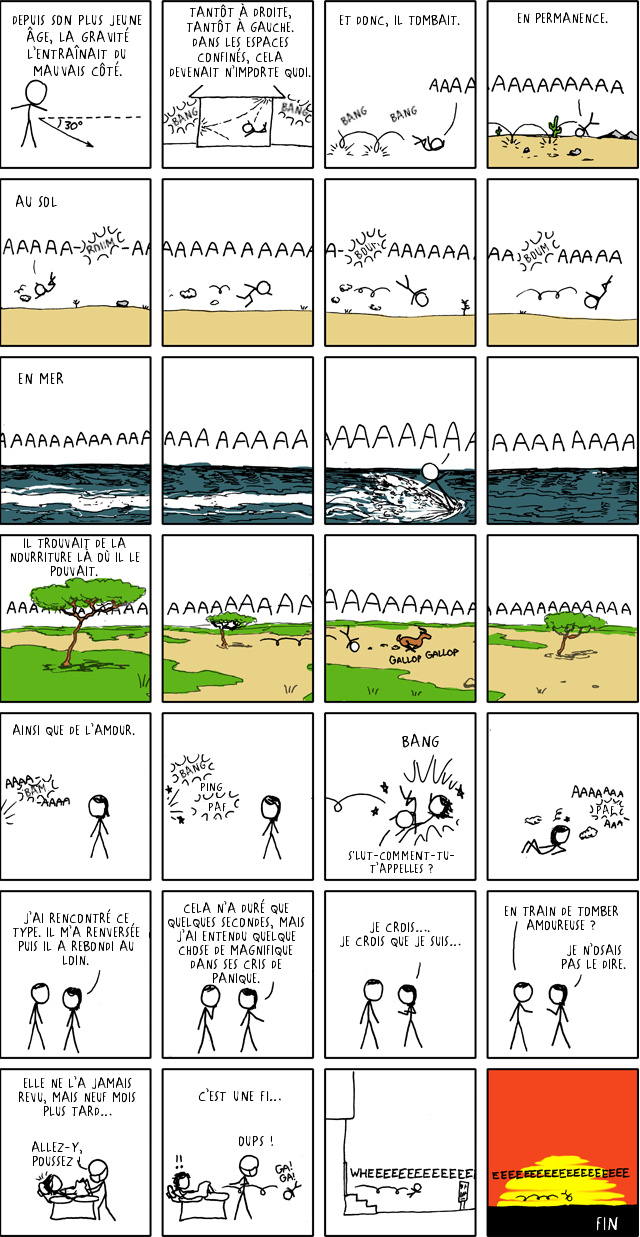 DEPUIS SON PLUS JEUNE
ÂGE, LA GRAVITÉ
L'ENTRAÎNAIT DU
MAUVAIS CÔTÉ.
30°
TANTÔT À DROITE,
TANTÔT À GAUCHE.
DANS LES ESPACES
CONFINÉS, CELA
DEVENAIT N'IMPORTE QUOI.
BANG
BANG
ET DONC, IL TOMBAIT.
AAAA
BANG
BANG
EN PERMANENCE.
AAAAAAAAAAA
AU SOL
AAAAA-BOUM-AA
AAAAAAAAAA
A-BOUM-AAAAAA
AA BOUM AAAAA
EN MER
AAAAAAAAA AAA
AAA AAAAAA
AAAAAAAA
AAA AAAAAA
IL TROUVAIT DE LA
NOURRITURE LÀ OÙ IL LE
POUVAIT.
AAAAAAAAAAAA
AAAAAAAAAA
AAAAAAAAA
GALLOP GALLOP
AAAAAAAAAAA
AINSI QUE DE L'AMOUR.
AAAA-
BAM
-AAAA
BANG
PING
PAF
BANG
S'LUT-COMMENT-TU-
T'APPELLES ?
AAAAAAA
PAF
AAA
J'AI RENCONTRÉ CE
TYPE. IL M'A RENVERSÉE
PUIS IL A REBONDI AU
LOIN.
CELA N'A DURÉ QUE
QUELQUES SECONDES, MAIS
J'AI ENTENDU QUELQUE
CHOSE DE MAGNIFIQUE
DANS SES CRIS DE
PANIQUE.
JE CROIS....
JE CROIS QUE JE SUIS...
EN TRAIN DE TOMBER
AMOUREUSE ?
JE N'OSAIS
PAS LE DIRE.
ELLE NE L'A JAMAIS
REVU, MAIS NEUF MOIS
PLUS TARD...
ALLEZ-Y,
POUSSEZ !
C'EST UNE FI...
!!
OUPS !
GA!
GA!
WHEEEEEEEEEEEEE
EEEEEEEEEEEEEEEEEE
FIN